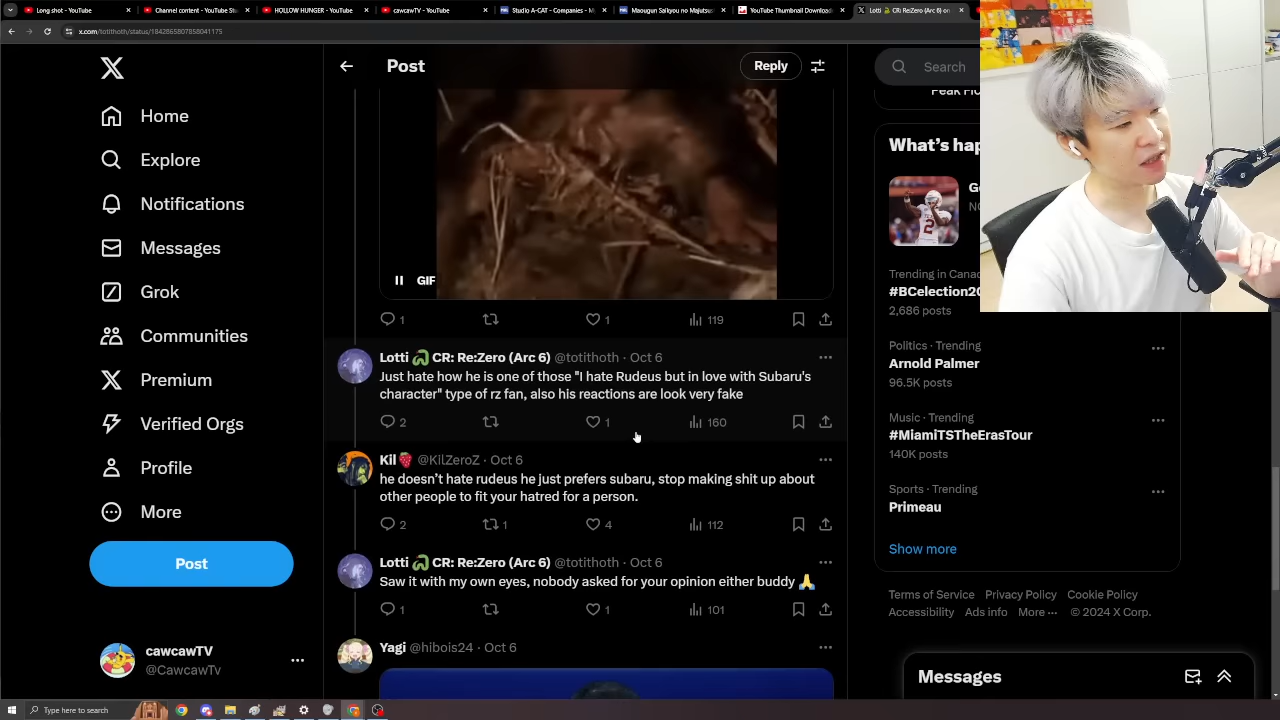 Long shot - YouTube
Channel content - YouTube Stu
HOLLOW HUNGER - YouTube
cawcawTV - YouTube
Studio A-CAT - Companies - M
Maougun Saikyou no Majutsus
YouTube Thumbnail Download
Lotti CR: Re:Zero (Arc 6) on
x.com/totithoth/status/1842865807858041175
Home
Explore
Notifications
Messages
Grok
Communities
Premium
Verified Orgs
Profile
More
Post
cawcawTV
@CawcawTv
Post
Reply
GIF
1
1
119
Lotti 🐍 CR: Re:Zero (Arc 6) @totithoth · Oct 6
Just hate how he is one of those "I hate Rudeus but in love with Subaru's
character" type of rz fan, also his reactions are look very fake
2
1
160
Kil🍓 @KilZeroZ · Oct 6
he doesn't hate rudeus he just prefers subaru, stop making shit up about
other people to fit your hatred for a person.
2
1
4
112
Lotti 🐍 CR: Re:Zero (Arc 6) @totithoth · Oct 6
Saw it with my own eyes, nobody asked for your opinion either buddy 🙏
1
1
101
Yagi @hibois24 · Oct 6
Search
What's hap
2
Trending in Canad
#BCelection20
2,686 posts
Politics · Trending
Arnold Palmer
96.5K posts
Music · Trending
#MiamiTSTheErasTour
140K posts
Sports · Trending
Primeau
Show more
Terms of Service Privacy Policy Cookie Policy
Accessibility Ads info More ··· © 2024 X Corp.
Messages
Type here to search